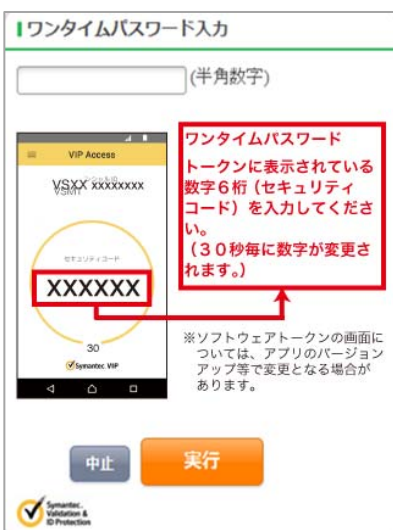 ワンタイムパスワード入力
(半角数字)
VIP Access
VSXX xxxxxxxx
セキュリティコード
XXXXXX
30
Symantec. VIP
ワンタイムパスワード
トークンに表示されている
数字6桁(セキュリティ
コード)を入力してくださ
い。
(30秒毎に数字が変更さ
れます。)
※ソフトウェアトークンの画面に
ついては、アプリのバージョン
アップ等で変更となる場合が
あります。
中止
実行
Symantec.
Validation &
ID Protection